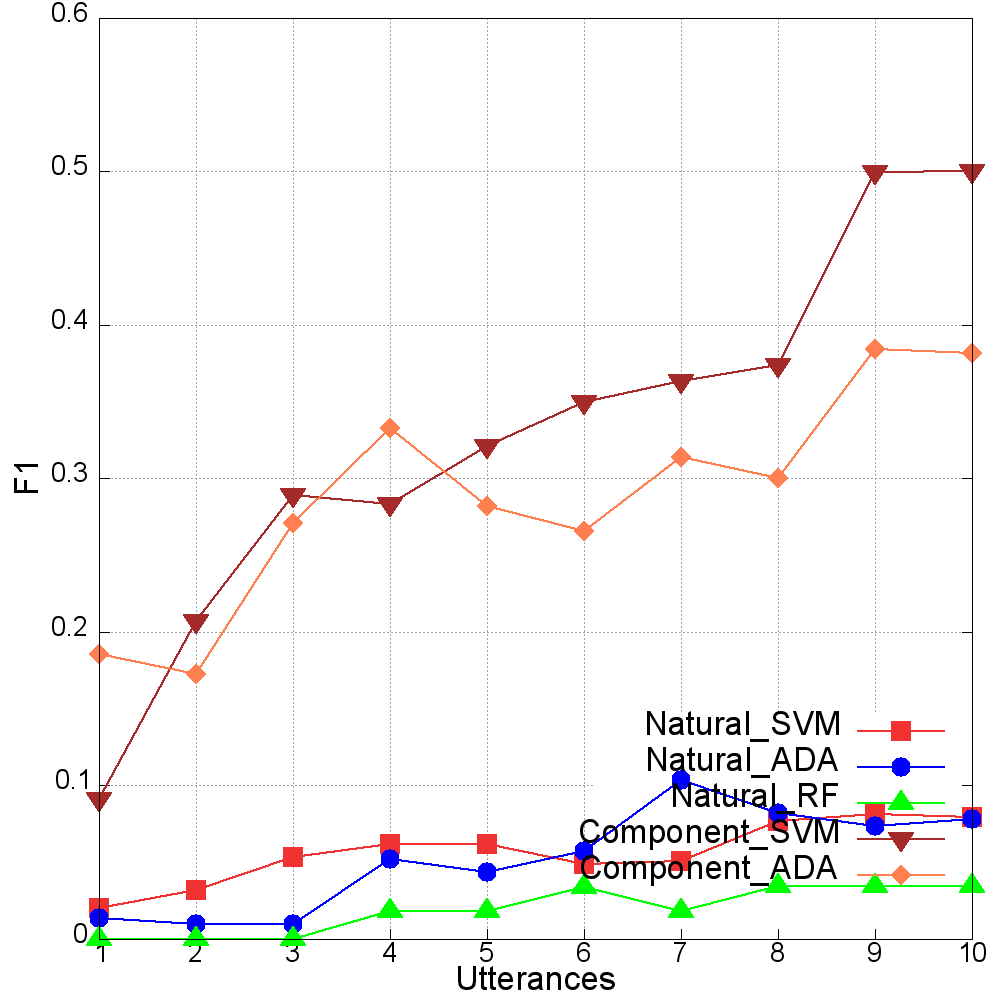 0.6
0.5
0.4
0.3
0.2
0.1
0
F1
Natural_SVM
Natural_ADA
Natural_RF
Component_SVM
Component_ADA
1 2 3 4 5 6 7 8 9 10
Utterances